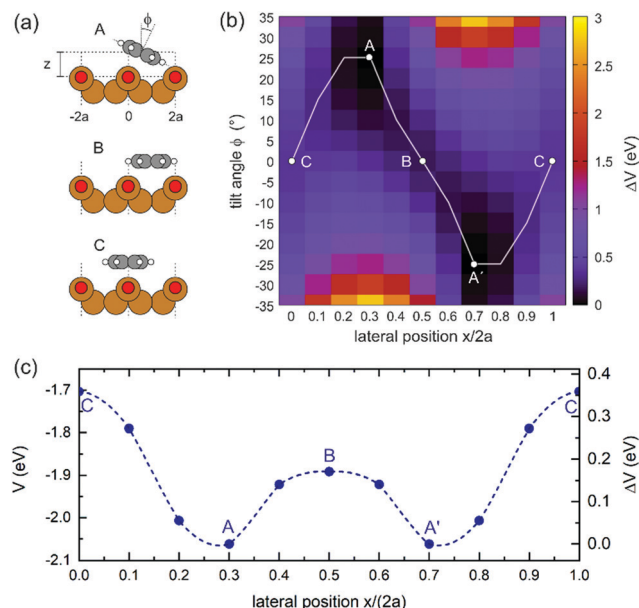 (a)
A
ϕ
z
-2a
0
2a
B
C
(b)
35
30
25
20
15
10
5
0
-5
-10
-15
-20
-25
-30
-35
tilt angle ϕ (°)
A
C
B
C
A´
0 0.1 0.2 0.3 0.4 0.5 0.6 0.7 0.8 0.9 1
lateral position x/2a
3
2.5
2
1.5
1
0.5
0
ΔV (eV)
(c)
-1.7
-1.8
-1.9
-2.0
-2.1
V (eV)
C
A
B
A'
C
0.4
0.3
0.2
0.1
0.0
ΔV (eV)
0.0 0.1 0.2 0.3 0.4 0.5 0.6 0.7 0.8 0.9 1.0
lateral position x/(2a)